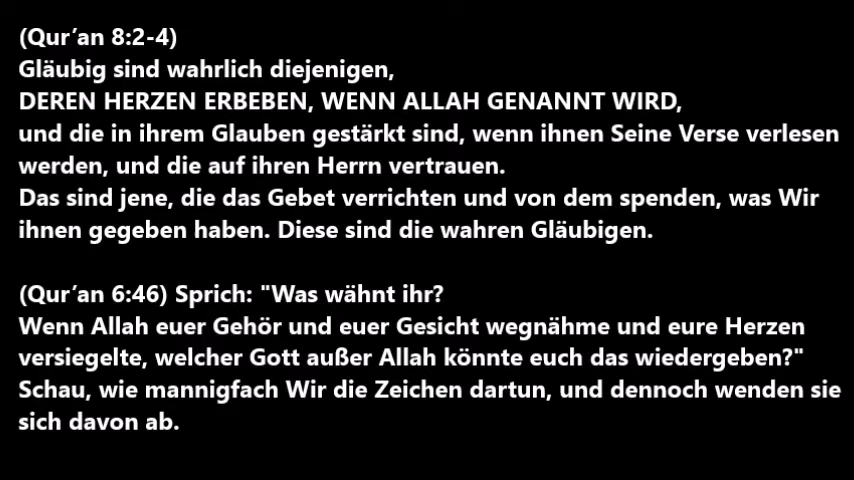 (Qur’an 8:2-4)
Gläubig sind wahrlich diejenigen,
DEREN HERZEN ERBEBEN, WENN ALLAH GENANNT WIRD,
und die in ihrem Glauben gestärkt sind, wenn ihnen Seine Verse verlesen
werden, und die auf ihren Herrn vertrauen.
Das sind jene, die das Gebet verrichten und von dem spenden, was Wir
ihnen gegeben haben. Diese sind die wahren Gläubigen.
(Qur’an 6:46) Sprich: "Was wähnt ihr?
Wenn Allah euer Gehör und euer Gesicht wegnähme und eure Herzen
versiegelte, welcher Gott außer Allah könnte euch das wiedergeben?"
Schau, wie mannigfach Wir die Zeichen dartun, und dennoch wenden sie
sich davon ab.